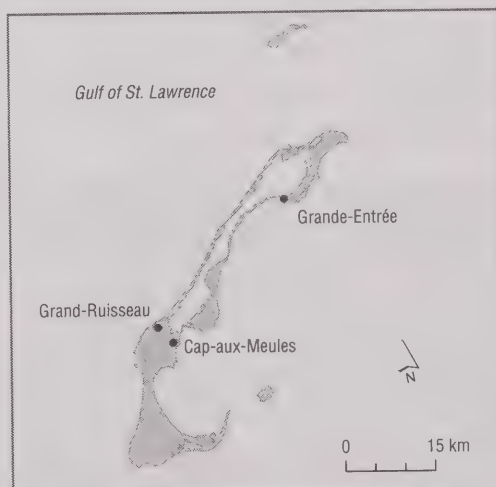 Gulf of St. Lawrence
Grande-Entrée
Grand-Ruisseau
Cap-aux-Meules
N
0 15 km